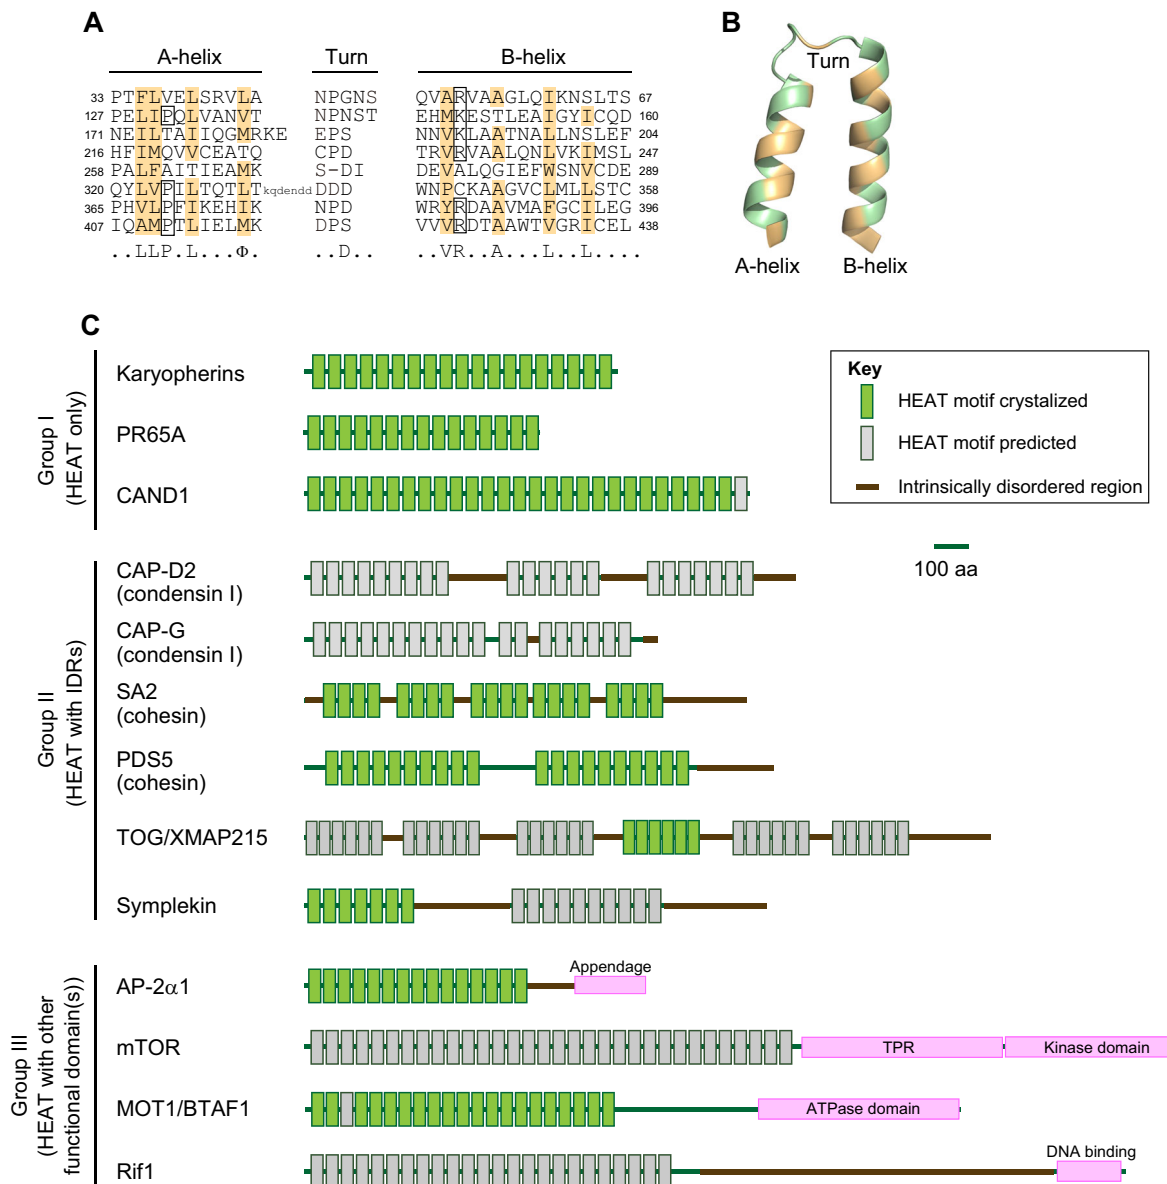 A
A-helix Turn B-helix
33 PTFLVELSRVLA NPGNS QVARVAAGLQIKNSLTS 67
127 PELIPQLVANVT NPNST EHMKESTLEAIGYICQD 160
171 NEILTAIIQGMRKE EPS NNVKLAATNALLNSLEF 204
216 HFIMQVVCEATQ CPD TRVRVAALQNLVKIMSL 247
258 PALFAITIEAMK S-DI DEVALQGIEFWSNVCDE 289
320 QYLVPILTQTLTkqdendd DDD WNPCKAAGVCLMLLSTC 358
365 PHVLPFIKEHIK NPD WRYRDAAVMAFGCILEG 396
407 IQAMPTLIELMK DPS VVVRDTAAWTVGRICEL 438
..LLP.L...Φ. ..D.. ..VR..A...L..L....
B
Turn
A-helix B-helix
C
Group I
(HEAT only)
Karyopherins
PR65A
CAND1
Key
HEAT motif crystalized
HEAT motif predicted
Intrinsically disordered region
100 aa
Group II
(HEAT with IDRs)
CAP-D2
(condensin I)
CAP-G
(condensin I)
SA2
(cohesin)
PDS5
(cohesin)
TOG/XMAP215
Symplekin
Group III
(HEAT with other
functional domain(s))
AP-2α1
Appendage
mTOR
TPR
Kinase domain
MOT1/BTAF1
ATPase domain
Rif1
DNA binding